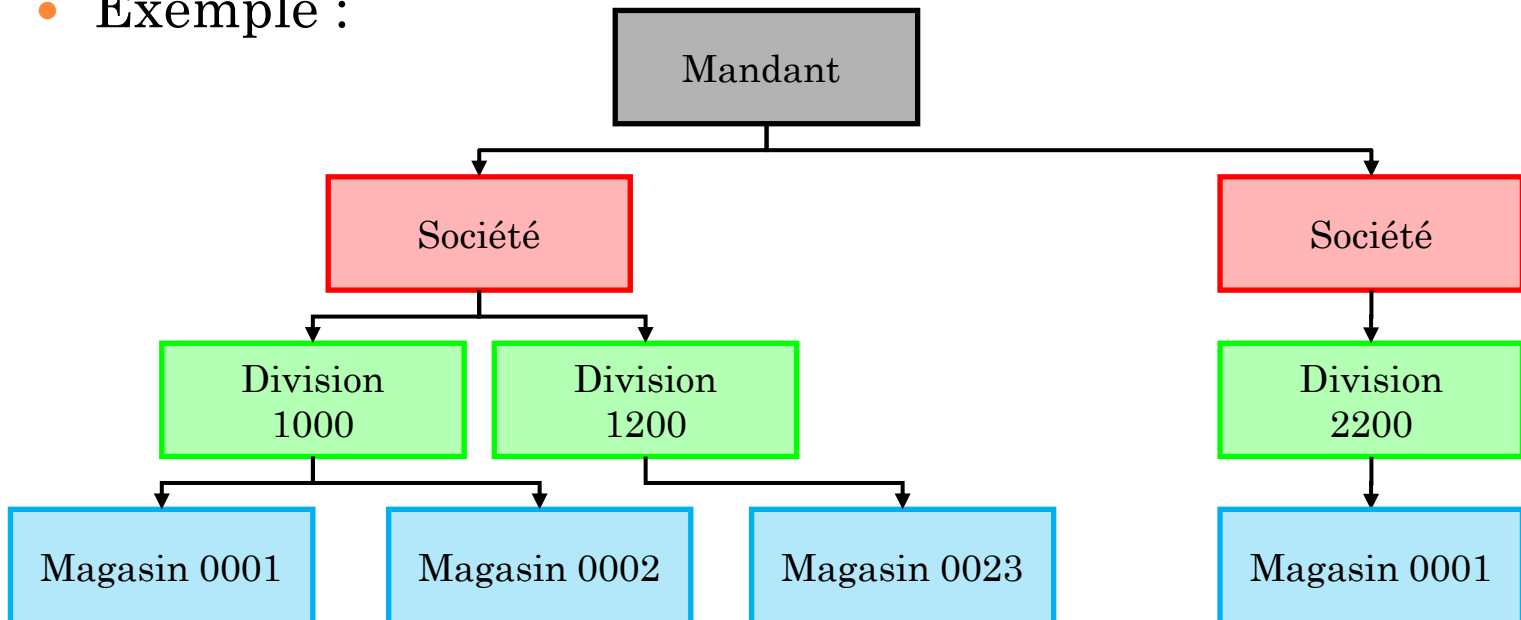 Exemple :
Mandant
Société
Société
Division
1000
Division
1200
Division
2200
Magasin 0001
Magasin 0002
Magasin 0023
Magasin 0001